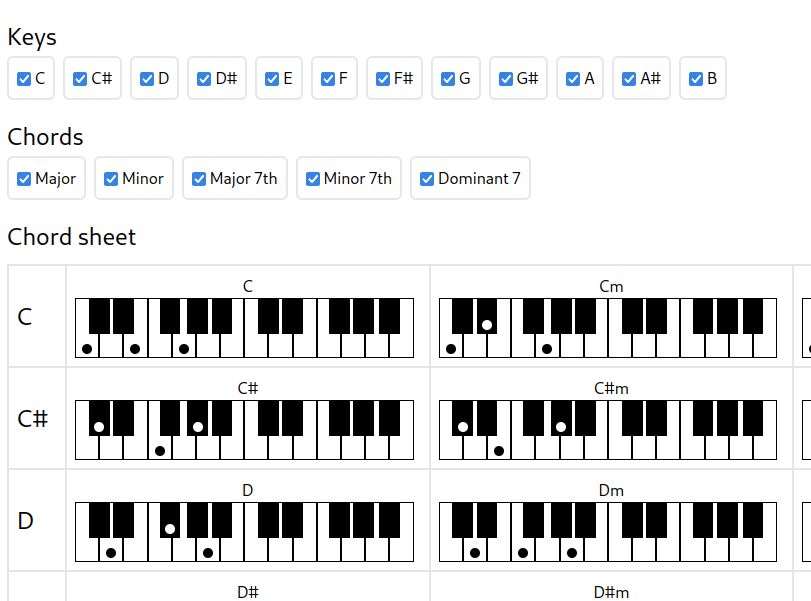 Keys
C C# D D# E F F# G G# A A# B
Chords
Major Minor Major 7th Minor 7th Dominant 7
Chord sheet
C Cm
C
C# C#m
C#
D Dm
D
D# D#m